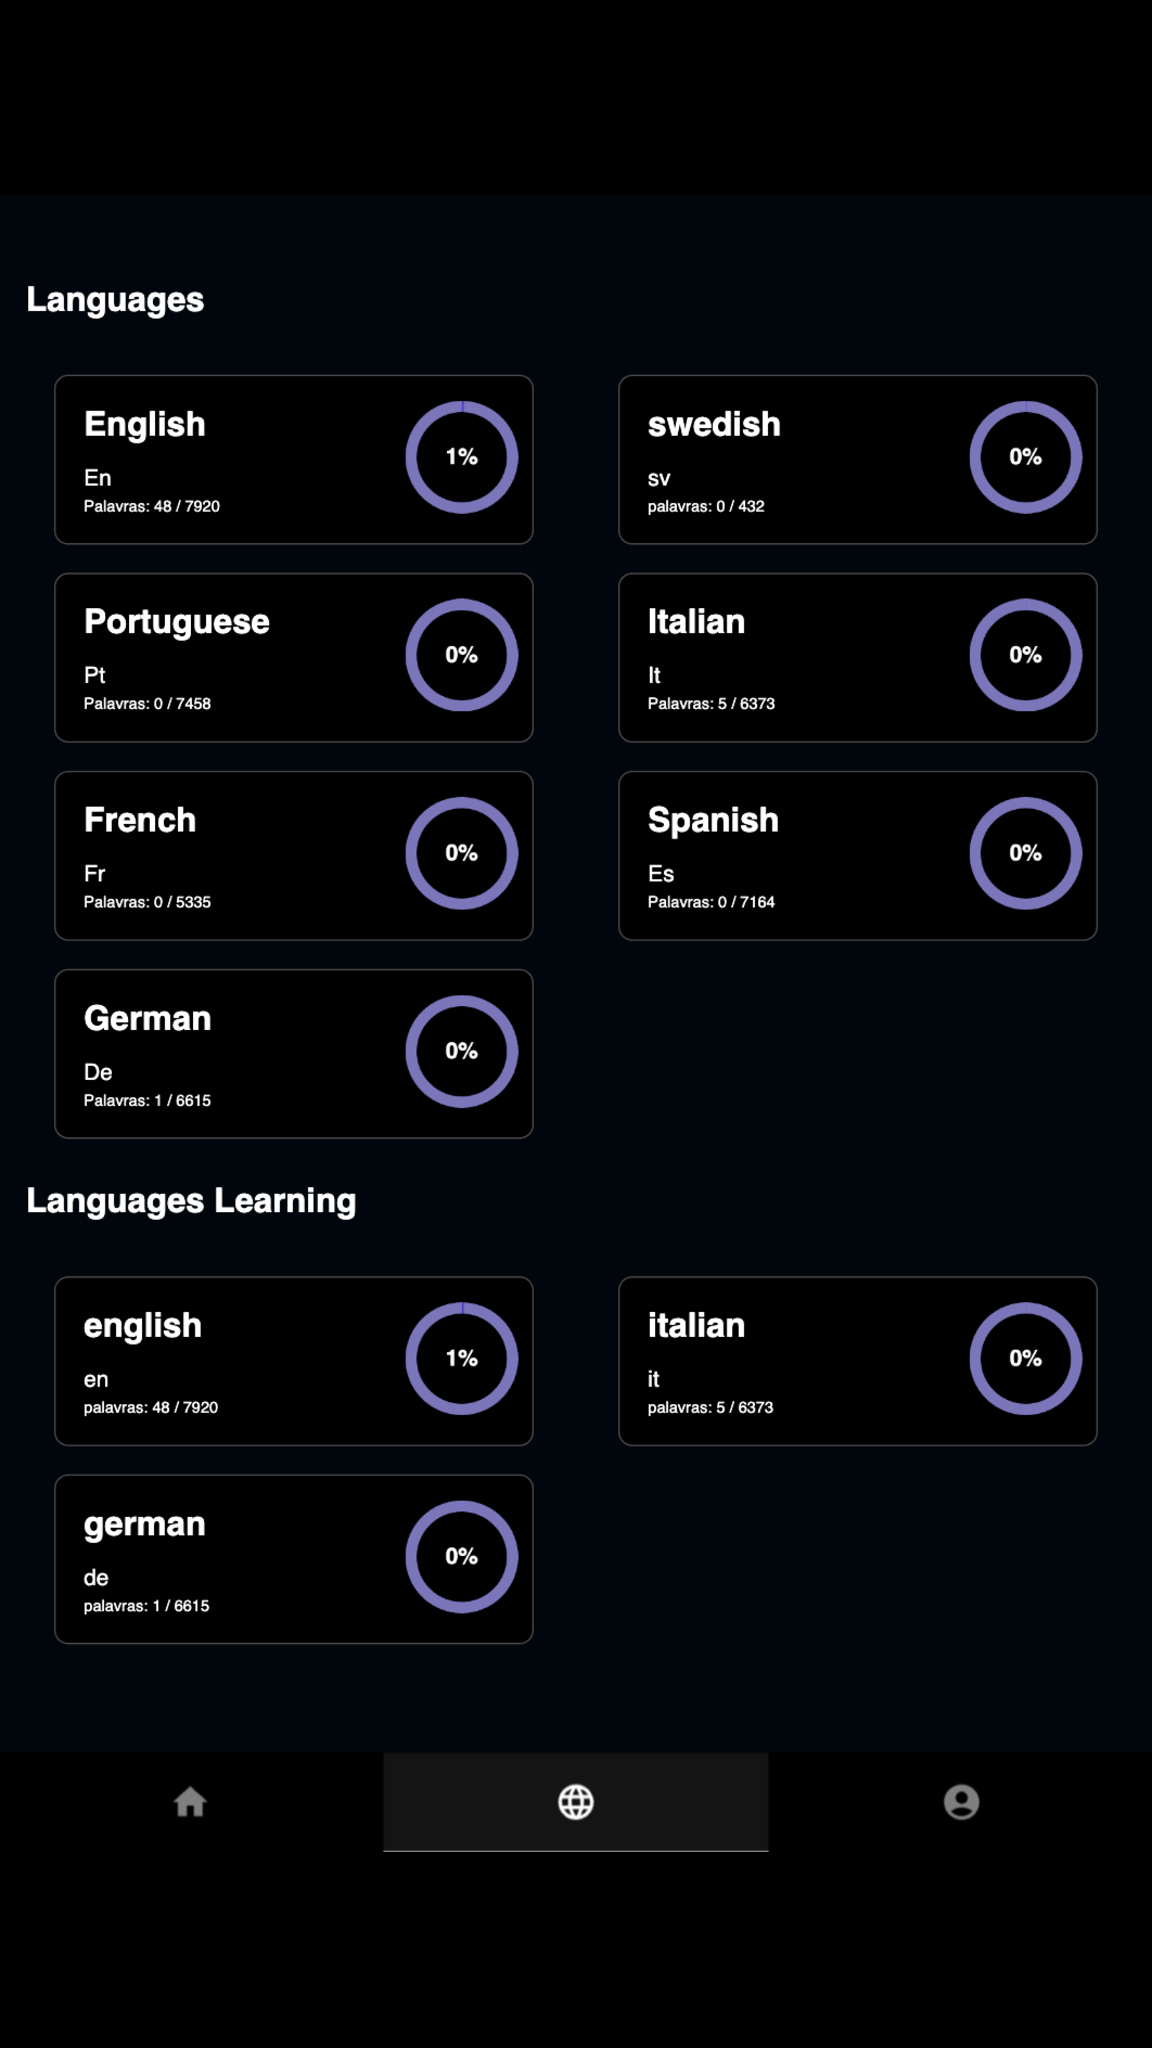 Languages
English
1%
En
Palavras: 48 / 7920
swedish
0%
sv
palavras: 0 / 432
Portuguese
0%
Pt
Palavras: 0 / 7458
Italian
0%
It
Palavras: 5 / 6373
French
0%
Fr
Palavras: 0 / 5335
Spanish
0%
Es
Palavras: 0 / 7164
German
0%
De
Palavras: 1 / 6615
Languages Learning
english
1%
en
palavras: 48 / 7920
italian
0%
it
palavras: 5 / 6373
german
0%
de
palavras: 1 / 6615